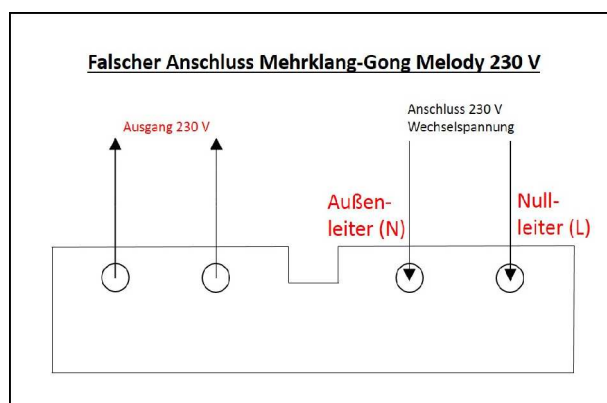 Falscher Anschluss Mehrklang-Gong Melody 230 V
Ausgang 230 V
Anschluss 230 V
Wechselspannung
Außen-
leiter (N)
Null-
leiter (L)